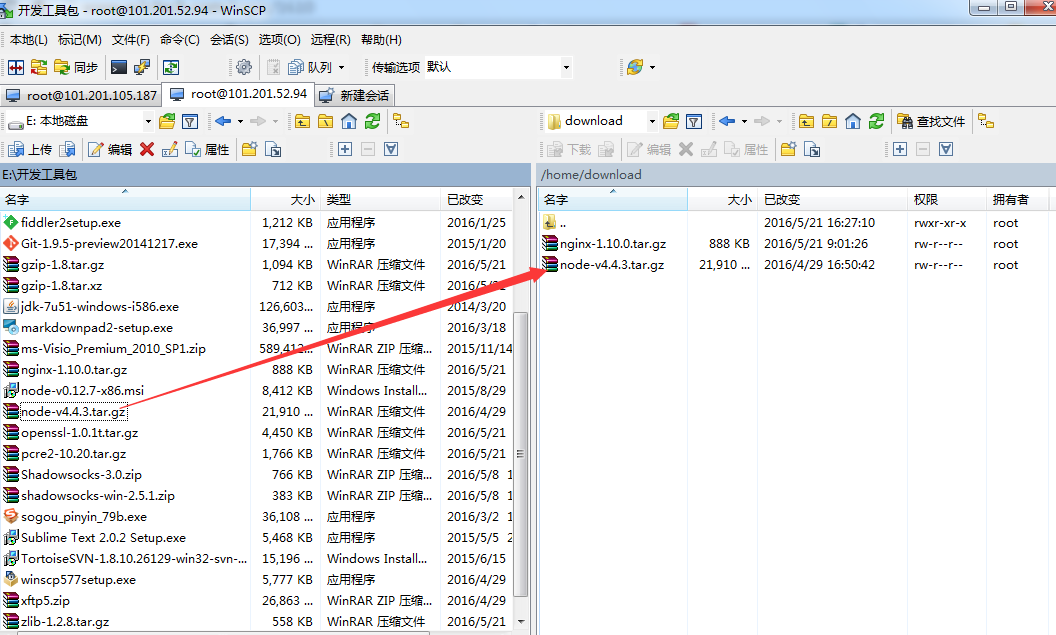 开发工具包 - root@101.201.52.94 - WinSCP
本地(L) 标记(M) 文件(F) 命令(C) 会话(S) 选项(O) 远程(R) 帮助(H)
同步 队列 传输选项 默认
root@101.201.105.187 root@101.201.52.94 新建会话
E: 本地磁盘 download 查找文件
上传 编辑 属性 下载 编辑 属性
E:\开发工具包 /home/download
名字 大小 类型 已改变 名字 大小 已改变 权限 拥有者
fiddler2setup.exe 1,212 KB 应用程序 2016/1/25 .. 2016/5/21 16:27:10 rwxr-xr-x root
Git-1.9.5-preview20141217.exe 17,394 ... 应用程序 2015/1/20 nginx-1.10.0.tar.gz 888 KB 2016/5/21 9:01:26 rw-r--r-- root
gzip-1.8.tar.gz 1,094 KB WinRAR 压缩文件 2016/5/21 node-v4.4.3.tar.gz 21,910 ... 2016/4/29 16:50:42 rw-r--r-- root
gzip-1.8.tar.xz 712 KB WinRAR 压缩文件
jdk-7u51-windows-i586.exe 126,603... 应用程序 2014/3/20
markdownpad2-setup.exe 36,997 ... 应用程序 2016/3/18
ms-Visio_Premium_2010_SP1.zip 589,412... WinRAR ZIP 压缩... 2015/11/14
nginx-1.10.0.tar.gz 888 KB WinRAR 压缩文件 2016/5/21
node-v0.12.7-x86.msi 8,412 KB Windows Install... 2015/8/29
node-v4.4.3.tar.gz 21,910 ... WinRAR 压缩文件 2016/4/29
openssl-1.0.1t.tar.gz 4,450 KB WinRAR 压缩文件 2016/5/21
pcre2-10.20.tar.gz 1,766 KB WinRAR 压缩文件 2016/5/21
Shadowsocks-3.0.zip 766 KB WinRAR ZIP 压缩... 2016/5/8 1
shadowsocks-win-2.5.1.zip 383 KB WinRAR ZIP 压缩... 2016/5/8 1
sogou_pinyin_79b.exe 36,108 ... 应用程序 2016/3/2 1
Sublime Text 2.0.2 Setup.exe 5,468 KB 应用程序 2015/5/5 2
TortoiseSVN-1.8.10.26129-win32-svn-... 15,196 ... Windows Install... 2015/6/15
winscp577setup.exe 5,777 KB 应用程序 2016/4/29
xftp5.zip 26,863 ... WinRAR ZIP 压缩... 2016/4/29
zlib-1.2.8.tar.gz 558 KB WinRAR 压缩文件 2016/5/21